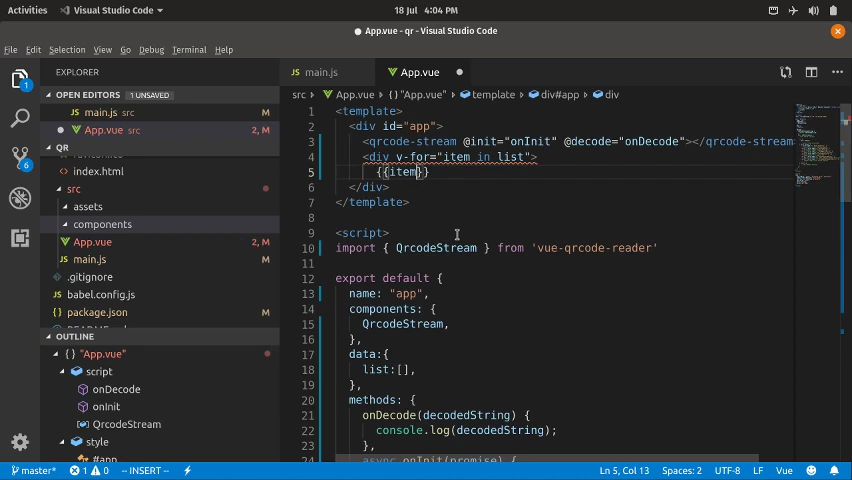 Activities Visual Studio Code 18 Jul 4:04 PM
App.vue - qr - Visual Studio Code
File Edit Selection View Go Debug Terminal Help
EXPLORER main.js App.vue
OPEN EDITORS 1 UNSAVED
src > App.vue > {} "App.vue" > template > div#app > div
main.js src M
App.vue src 2, M
QR
index.html
src
assets
components
App.vue 2, M
main.js M
.gitignore
babel.config.js
package.json M
OUTLINE
{} "App.vue"
script
onDecode
onInit
QrcodeStream
style
#app
1 <template>
2 <div id="app">
3 <qrcode-stream @init="onInit" @decode="onDecode"></qrcode-stream>
4 <div v-for="item in list">
5 {{item}}
6 </div>
7 </template>
8
9 <script>
10 import { QrcodeStream } from 'vue-qrcode-reader'
11
12 export default {
13 name: "app",
14 components: {
15 QrcodeStream,
16 },
17 data:{
18 list:[],
19 },
20 methods: {
21 onDecode(decodedString) {
22 console.log(decodedString);
23 },
24 async onInit(promise) {
master* 1 0 -- INSERT -- Ln 5, Col 13 Spaces: 2 UTF-8 LF Vue